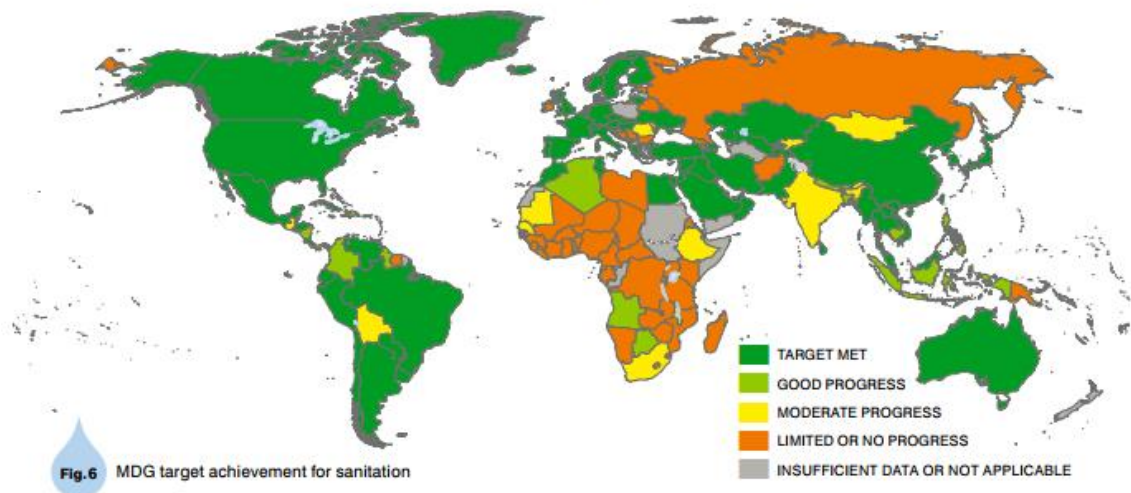 TARGET MET
GOOD PROGRESS
MODERATE PROGRESS
LIMITED OR NO PROGRESS
INSUFFICIENT DATA OR NOT APPLICABLE
Fig.6 MDG target achievement for sanitation